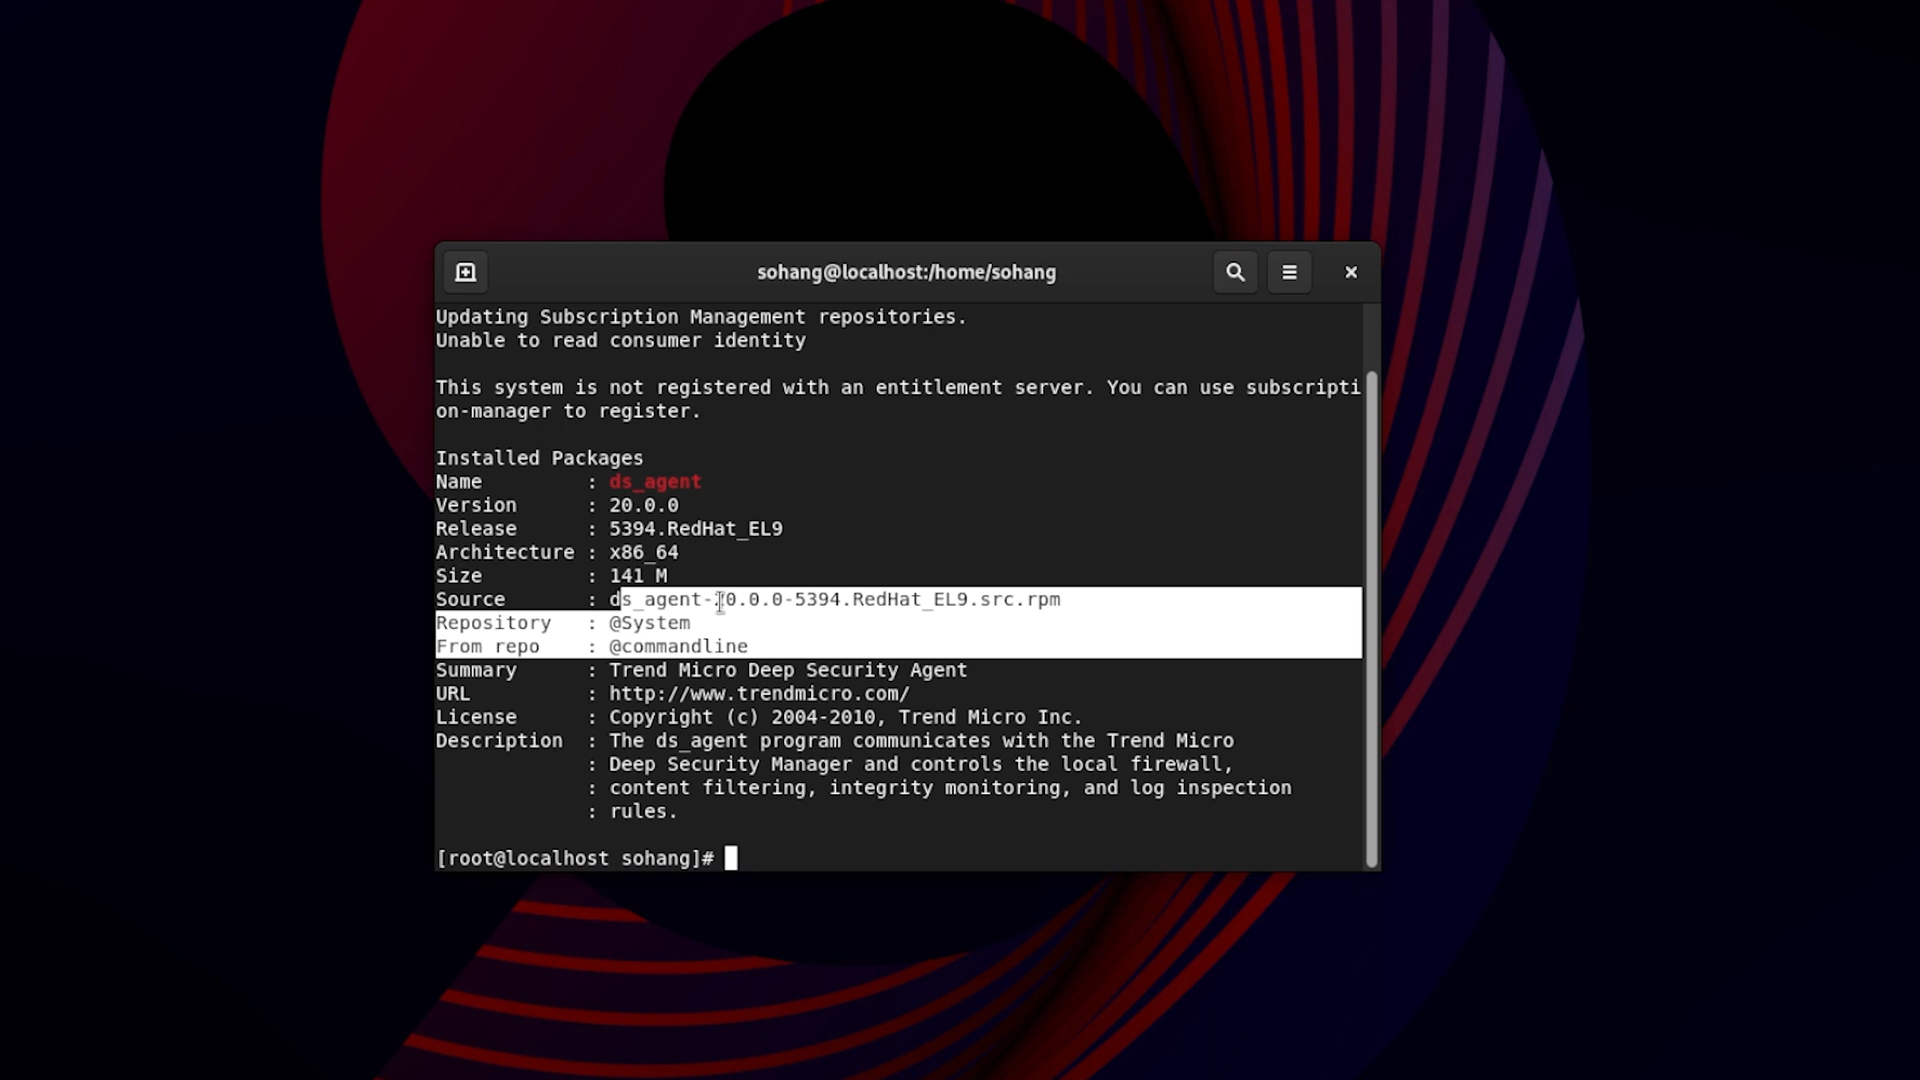 sohang@localhost:/home/sohang
Updating Subscription Management repositories.
Unable to read consumer identity
This system is not registered with an entitlement server. You can use subscripti
on-manager to register.
Installed Packages
Name : ds_agent
Version : 20.0.0
Release : 5394.RedHat_EL9
Architecture : x86_64
Size : 141 M
Source : ds_agent-20.0.0-5394.RedHat_EL9.src.rpm
Repository : @System
From repo : @commandline
Summary : Trend Micro Deep Security Agent
URL : http://www.trendmicro.com/
License : Copyright (c) 2004-2010, Trend Micro Inc.
Description : The ds_agent program communicates with the Trend Micro
: Deep Security Manager and controls the local firewall,
: content filtering, integrity monitoring, and log inspection
: rules.
[root@localhost sohang]#